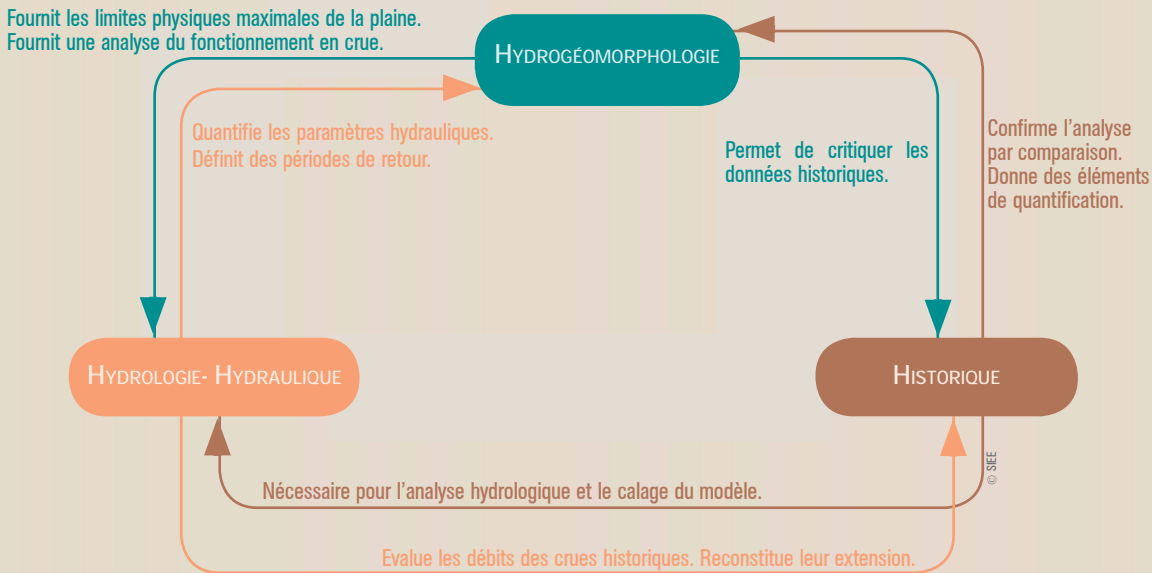 Fournit les limites physiques maximales de la plaine.
Fournit une analyse du fonctionnement en crue.
HYDROGÉOMORPHOLOGIE
Quantifie les paramètres hydrauliques.
Définit des périodes de retour.
Permet de critiquer les
données historiques.
Confirme l'analyse
par comparaison.
Donne des éléments
de quantification.
HYDROLOGIE- HYDRAULIQUE
HISTORIQUE
© SIEE
Nécessaire pour l'analyse hydrologique et le calage du modèle.
Evalue les débits des crues historiques. Reconstitue leur extension.